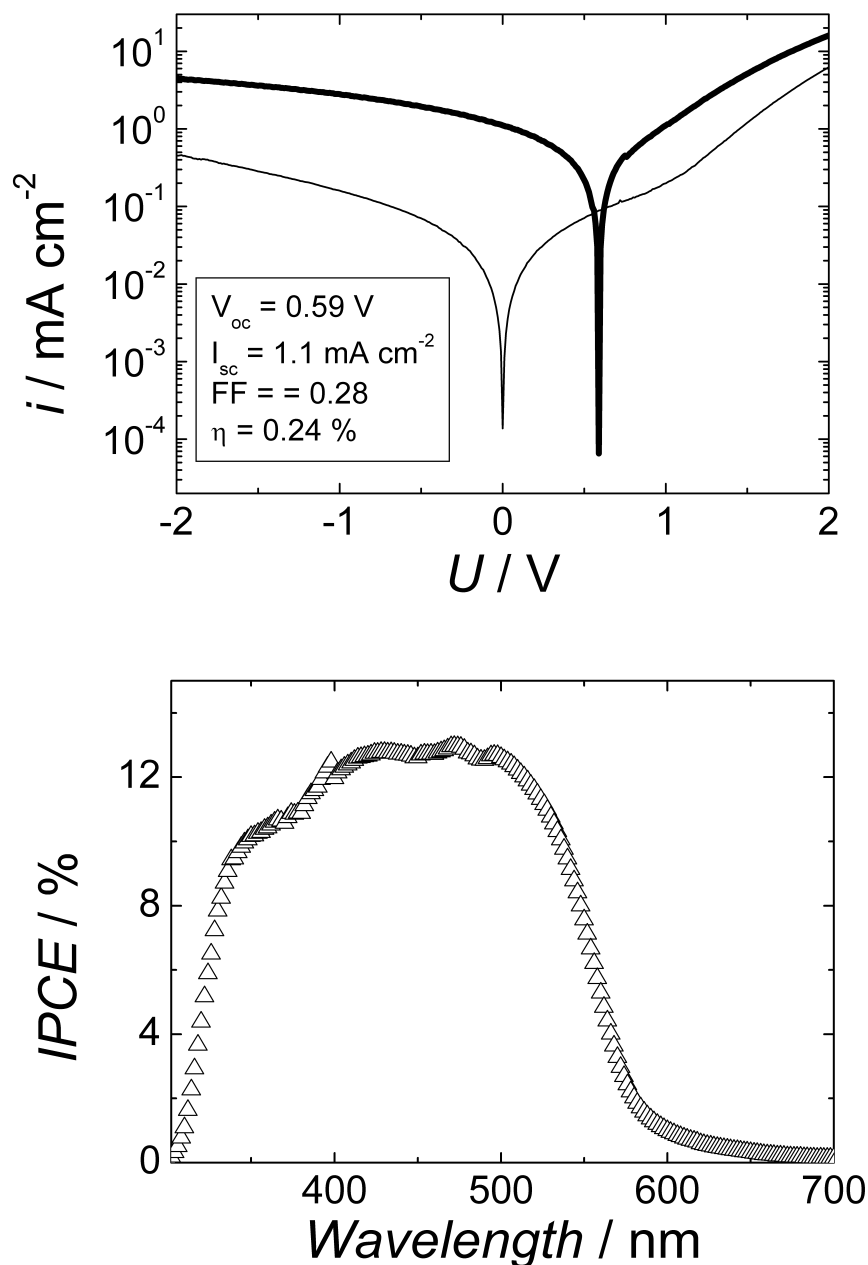 10^1
10^0
10^-1
10^-2
10^-3
10^-4
i / mA cm^-2
V_oc = 0.59 V
I_sc = 1.1 mA cm^-2
FF = = 0.28
η = 0.24 %
-2 -1 0 1 2
U / V
12
8
4
0
IPCE / %
400 500 600 700
Wavelength / nm